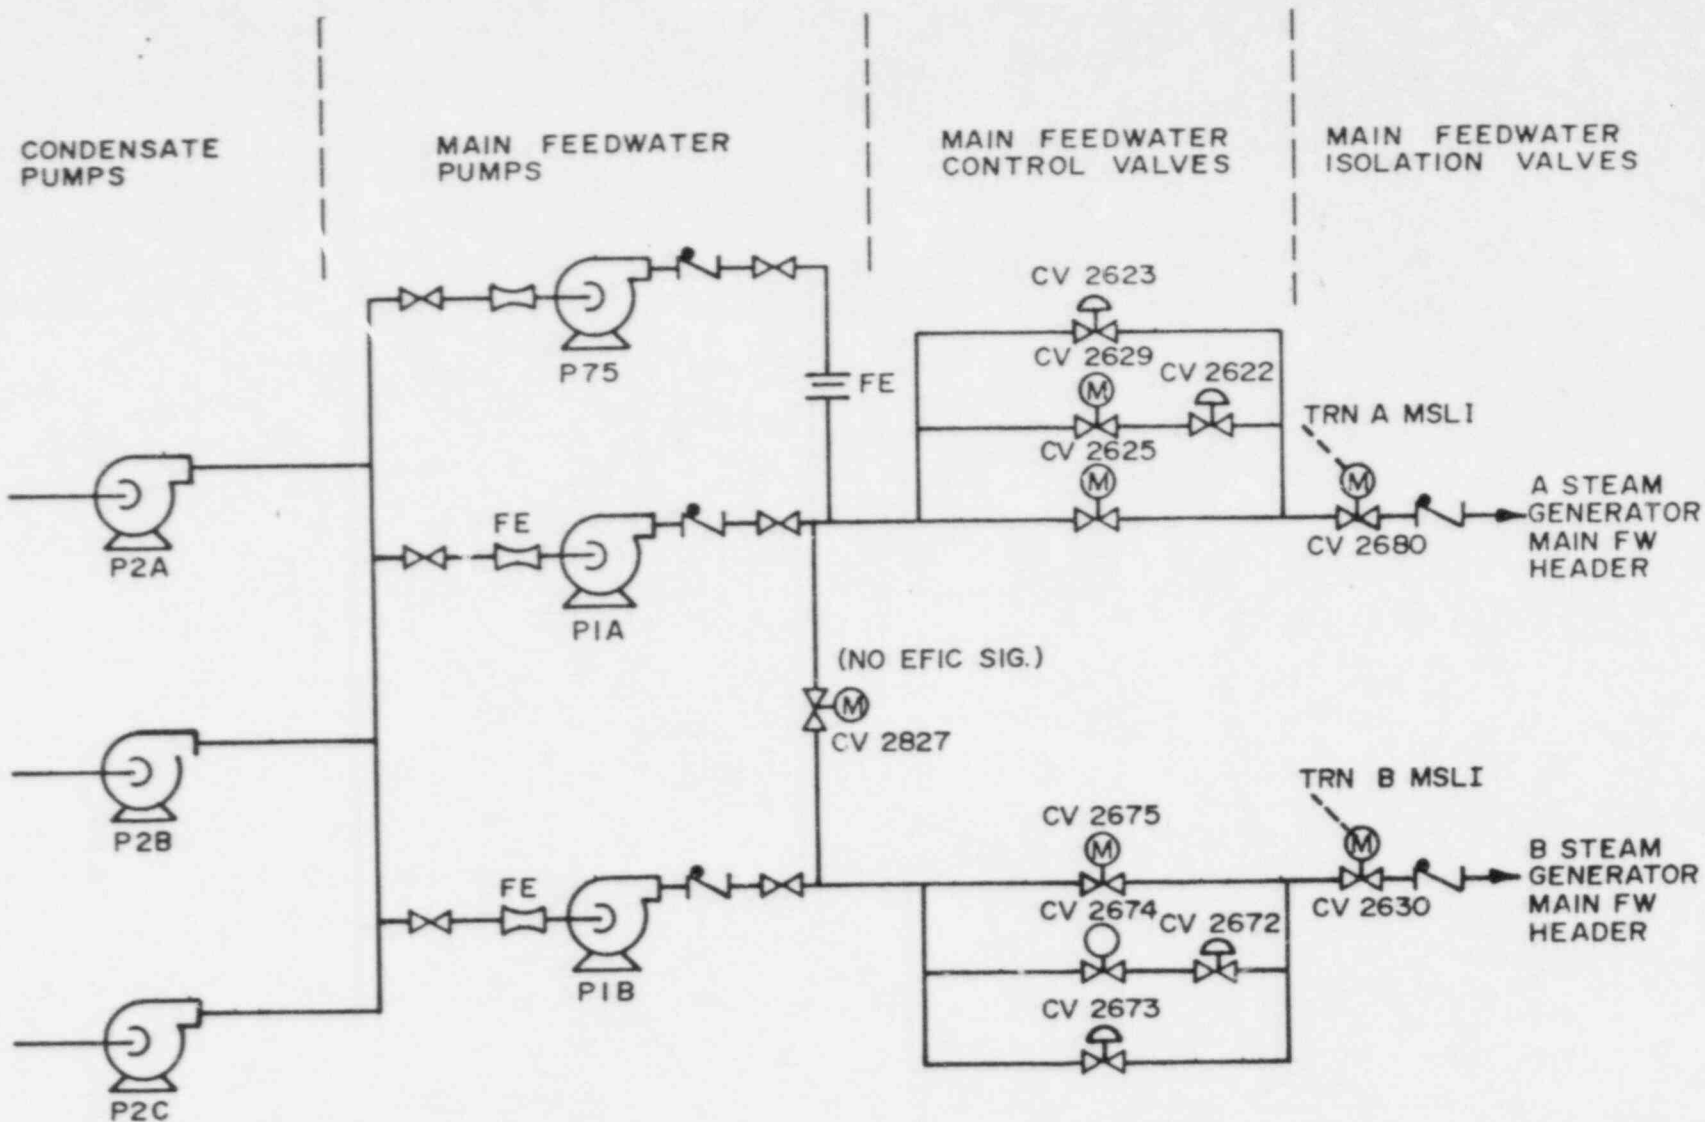 CONDENSATE
PUMPS
MAIN FEEDWATER
PUMPS
MAIN FEEDWATER
CONTROL VALVES
MAIN FEEDWATER
ISOLATION VALVES
CV 2623
P75
FE
CV 2629
CV 2622
TRN A MSLI
M
CV 2625
M
M
P2A
FE
P1A
A STEAM
GENERATOR
MAIN FW
HEADER
CV 2680
(NO EFIC SIG.)
M
CV 2827
P2B
TRN B MSLI
CV 2675
M
M
FE
P1B
CV 2674
CV 2672
CV 2630
B STEAM
GENERATOR
MAIN FW
HEADER
CV 2673
P2C